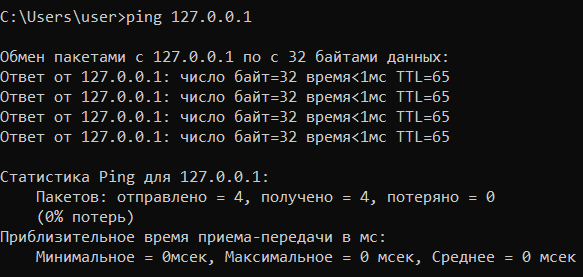 C:\Users\user>ping 127.0.0.1
Обмен пакетами с 127.0.0.1 по с 32 байтами данных:
Ответ от 127.0.0.1: число байт=32 время<1мс TTL=65
Ответ от 127.0.0.1: число байт=32 время<1мс TTL=65
Ответ от 127.0.0.1: число байт=32 время<1мс TTL=65
Ответ от 127.0.0.1: число байт=32 время<1мс TTL=65
Статистика Ping для 127.0.0.1:
Пакетов: отправлено = 4, получено = 4, потеряно = 0
(0% потерь)
Приблизительное время приема-передачи в мс:
Минимальное = 0мсек, Максимальное = 0 мсек, Среднее = 0 мсек